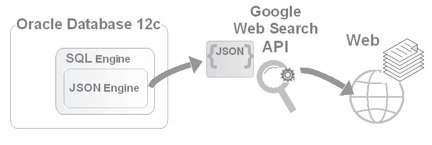 Oracle Database 12c
SQL Engine
JSON Engine
{JSON}
Google
Web Search
API
Web